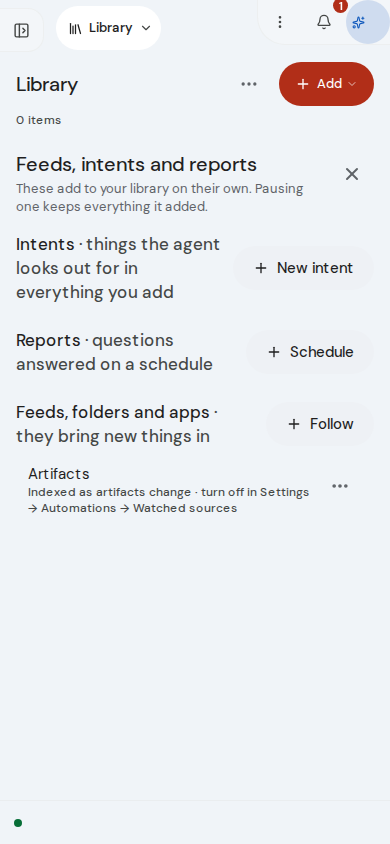 Library
1
Library
Add
0 items
Feeds, intents and reports
These add to your library on their own. Pausing
one keeps everything it added.
Intents · things the agent
looks out for in
everything you add
New intent
Reports · questions
answered on a schedule
Schedule
Feeds, folders and apps ·
they bring new things in
Follow
Artifacts
Indexed as artifacts change · turn off in Settings
→ Automations → Watched sources